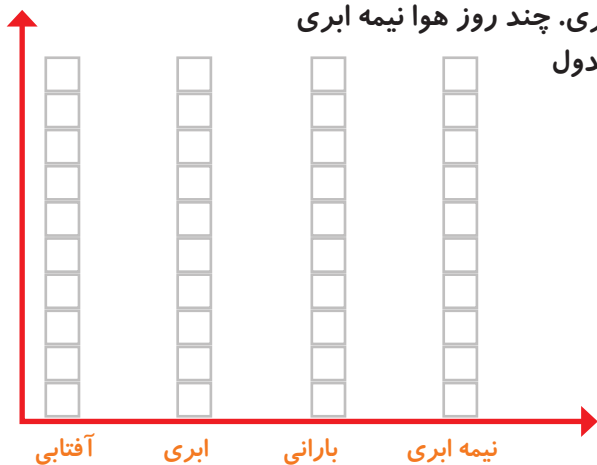 ری. چند روز هوا نیمه ابری
دول
آفتابی ابری بارانی نیمه ابری